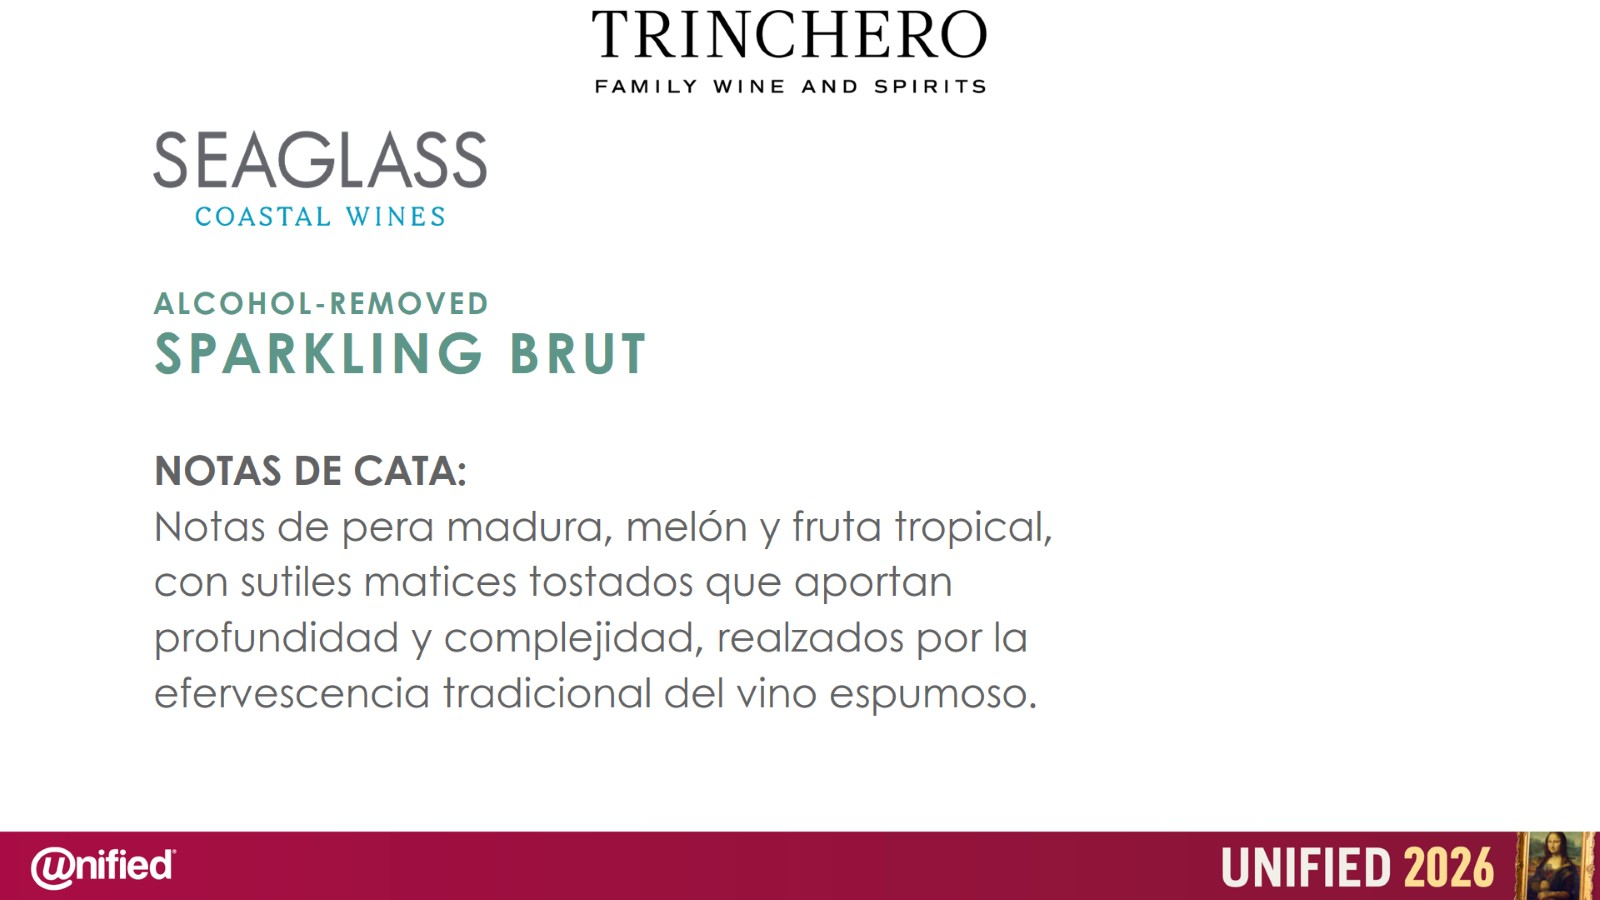 TRINCHERO
FAMILY WINE AND SPIRITS
SEAGLASS
COASTAL WINES
ALCOHOL-REMOVED
SPARKLING BRUT
NOTAS DE CATA:
Notas de pera madura, melón y fruta tropical,
con sutiles matices tostados que aportan
profundidad y complejidad, realzados por la
efervescencia tradicional del vino espumoso.
unified
UNIFIED 2026